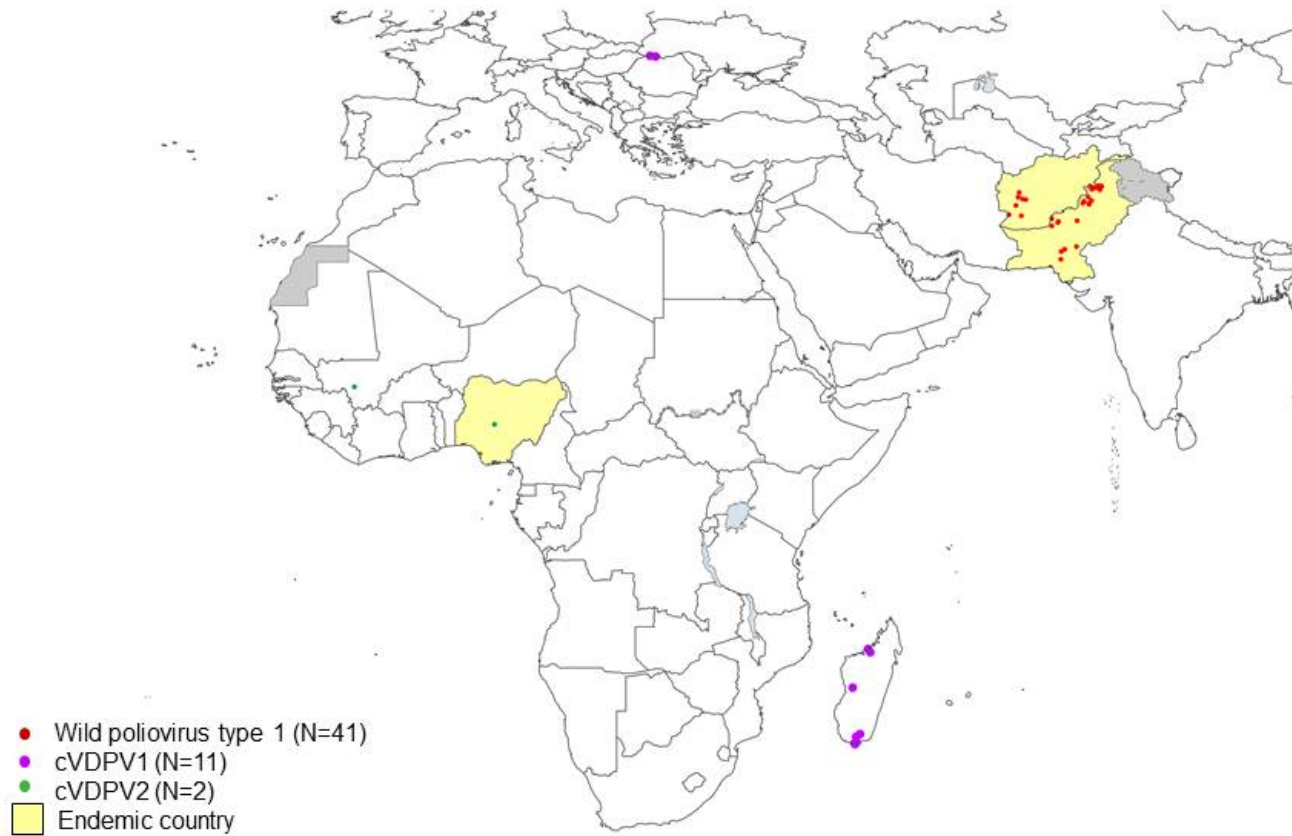 Wild poliovirus type 1 (N=41)
cVDPV1 (N=11)
cVDPV2 (N=2)
Endemic country